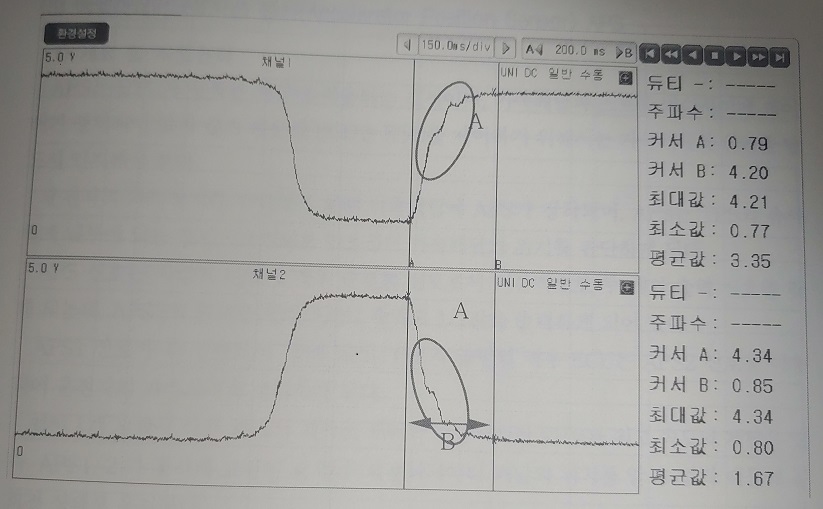 환경설정
150.0ms/div A 200.0 ms B
5.0 V 채널1 UNI DC 일반 수동
A
0
A B
듀티 -: -----
주파수: -----
커서 A: 0.79
커서 B: 4.20
최대값: 4.21
최소값: 0.77
평균값: 3.35
5.0 V 채널2 UNI DC 일반 수동
A
B
0
듀티 -: -----
주파수: -----
커서 A: 4.34
커서 B: 0.85
최대값: 4.34
최소값: 0.80
평균값: 1.67